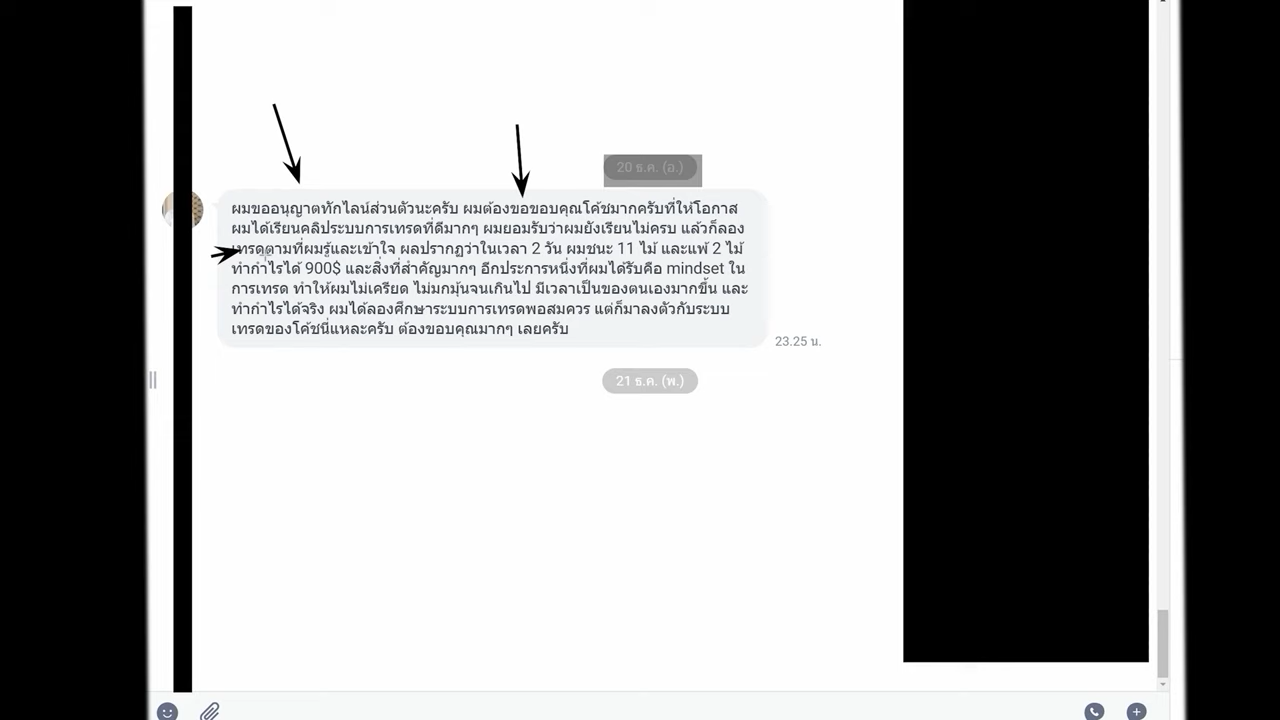 20 ธ.ค. (อ.)
ผมขออนุญาตทักไลน์ส่วนตัวนะครับ ผมต้องขอขอบคุณโค้ชมากครับที่ให้โอกาส
ผมได้เรียนคลิประบบการเทรดที่ดีมากๆ ผมยอมรับว่าผมยังเรียนไม่ครบ แล้วก็ลอง
เทรดตามที่ผมรู้และเข้าใจ ผลปรากฏว่าในเวลา 2 วัน ผมชนะ 11 ไม้ และแพ้ 2 ไม้
ทำกำไรได้ 900$ และสิ่งที่สำคัญมากๆ อีกประการหนึ่งที่ผมได้รับคือ mindset ใน
การเทรด ทำให้ผมไม่เครียด ไม่มกมุ้นจนเกินไป มีเวลาเป็นของตนเองมากขึ้น และ
ทำกำไรได้จริง ผมได้ลองศึกษาระบบการเทรดพอสมควร แต่ก็มาลงตัวกับระบบ
เทรดของโค้ชนี่แหละครับ ต้องขอบคุณมากๆ เลยครับ
23.25 น.
21 ธ.ค. (พ.)